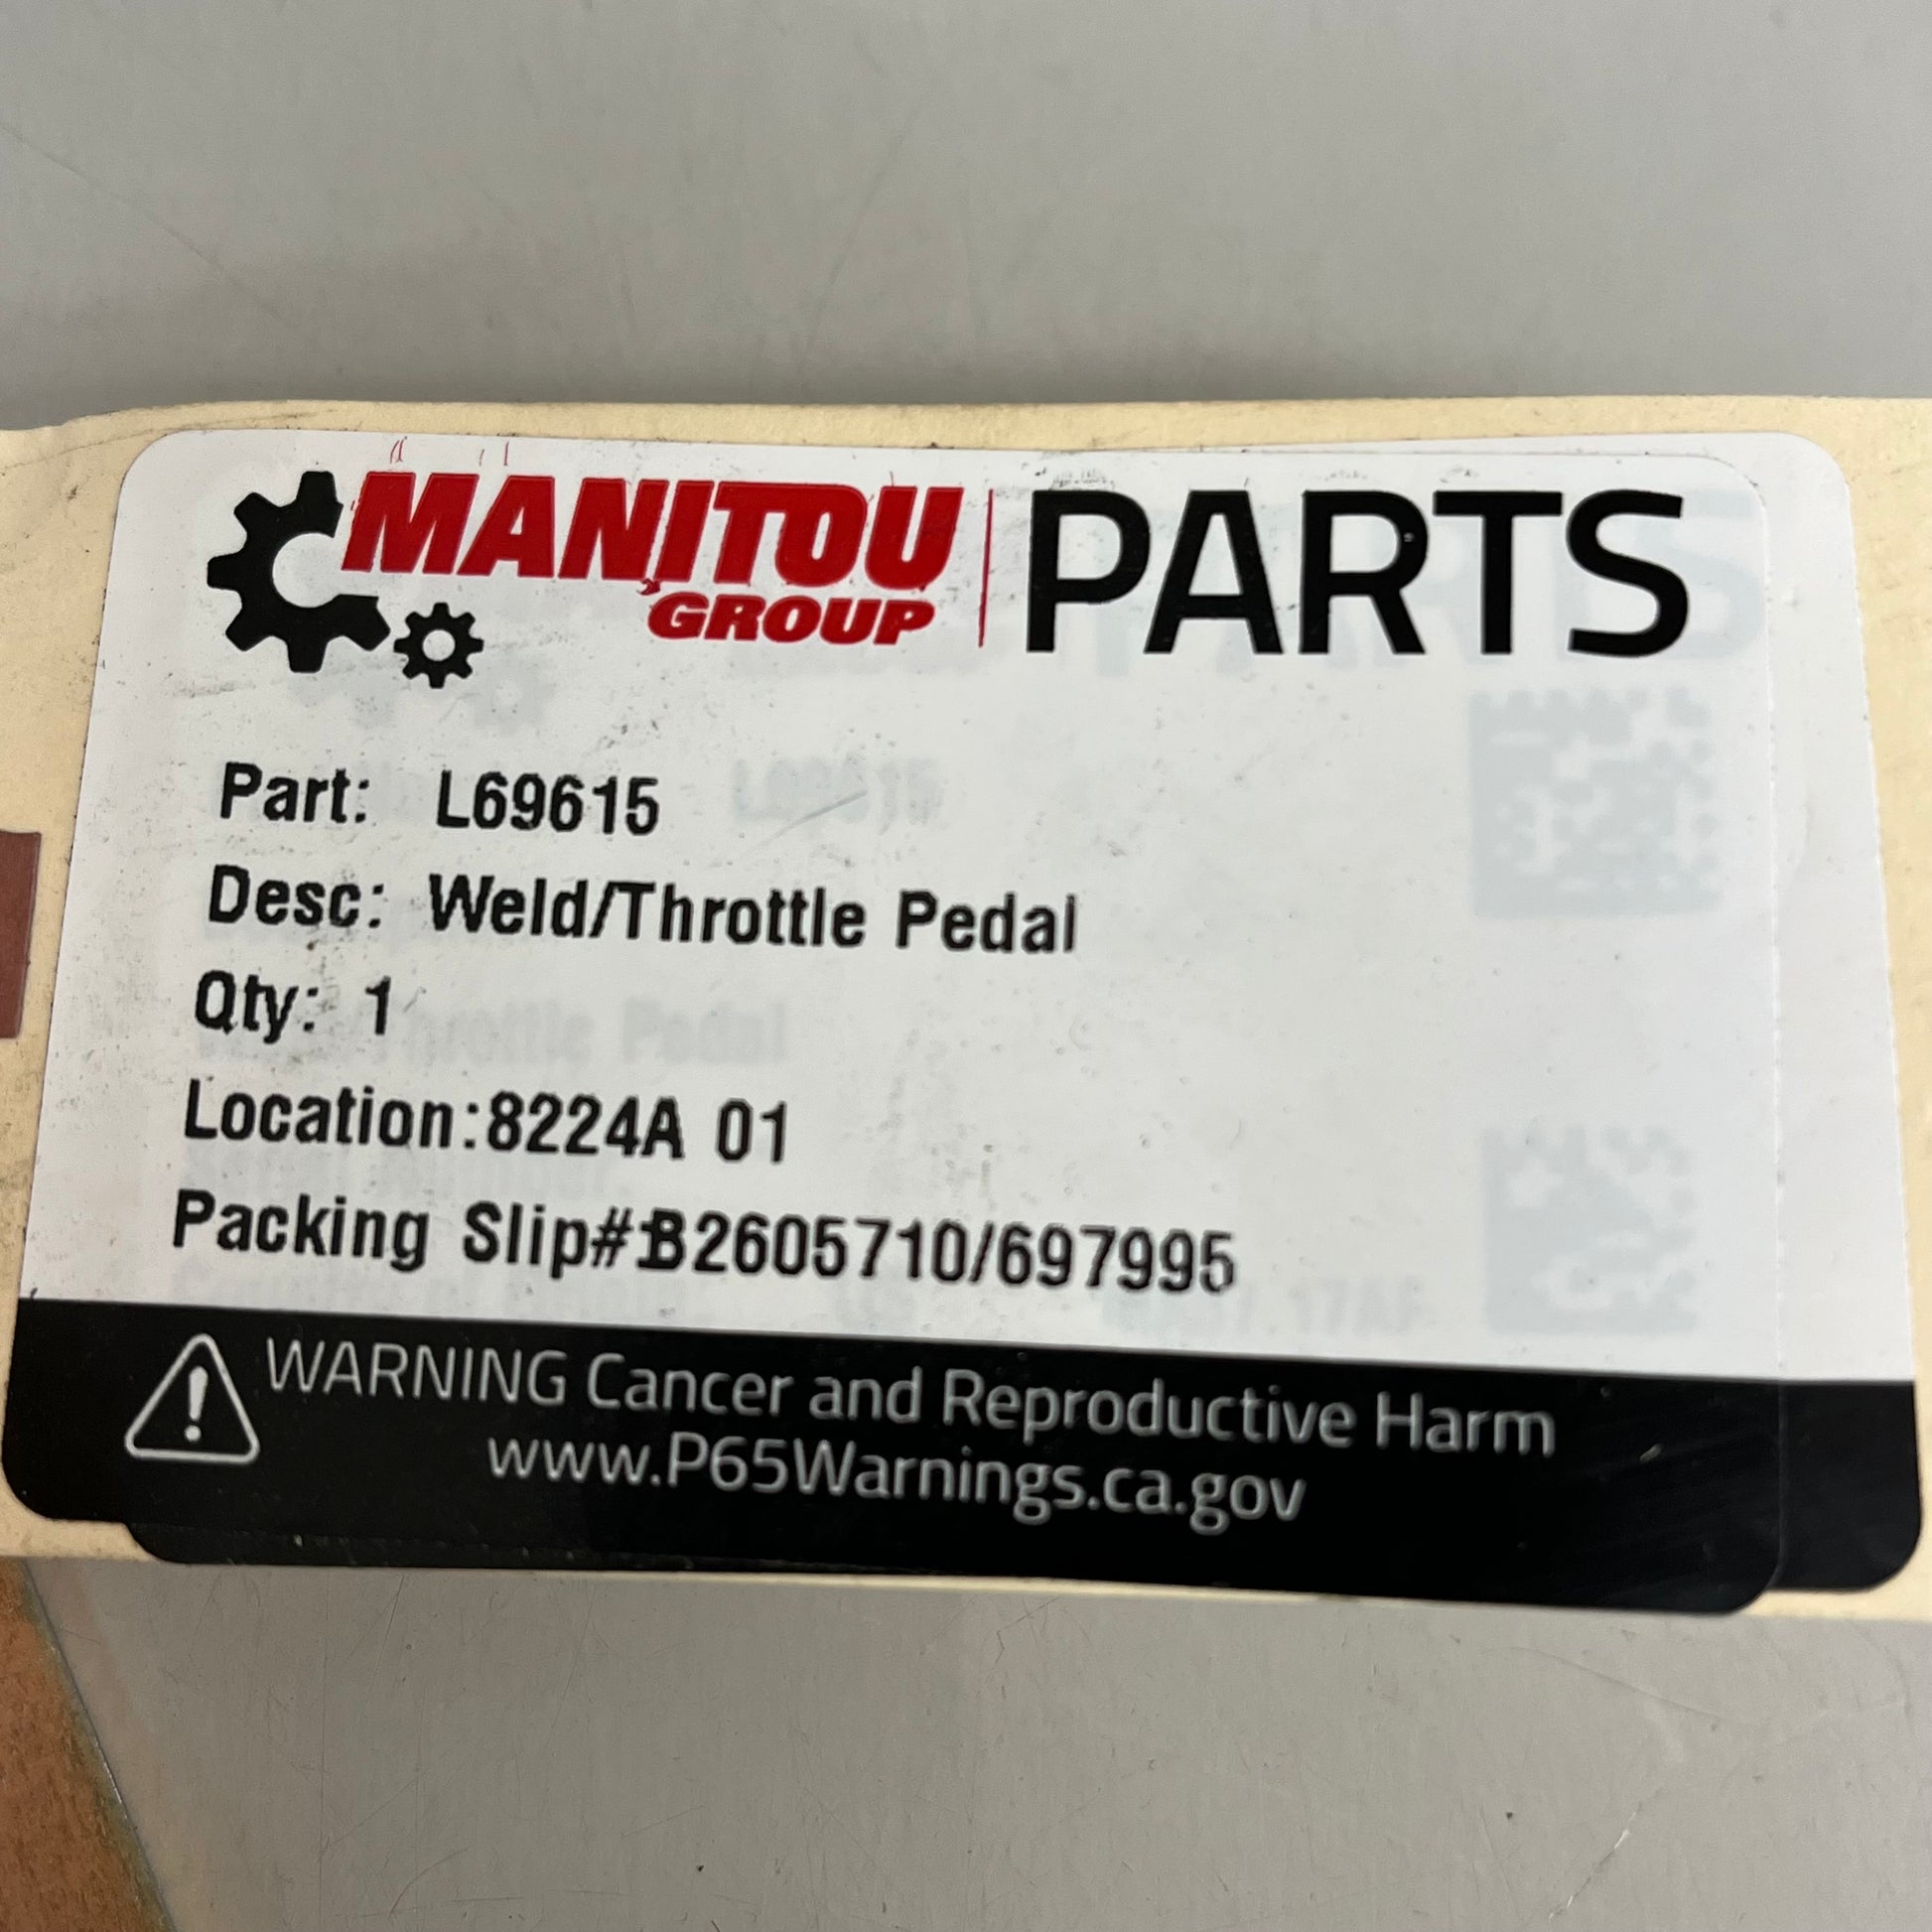 MANITOU GROUP | PARTS
Part: L69615
Desc: Weld/Throttle Pedal
Qty: 1
Location:8224A 01
Packing Slip#B2605710/697995
WARNING Cancer and Reproductive Harm
www.P65Warnings.ca.gov